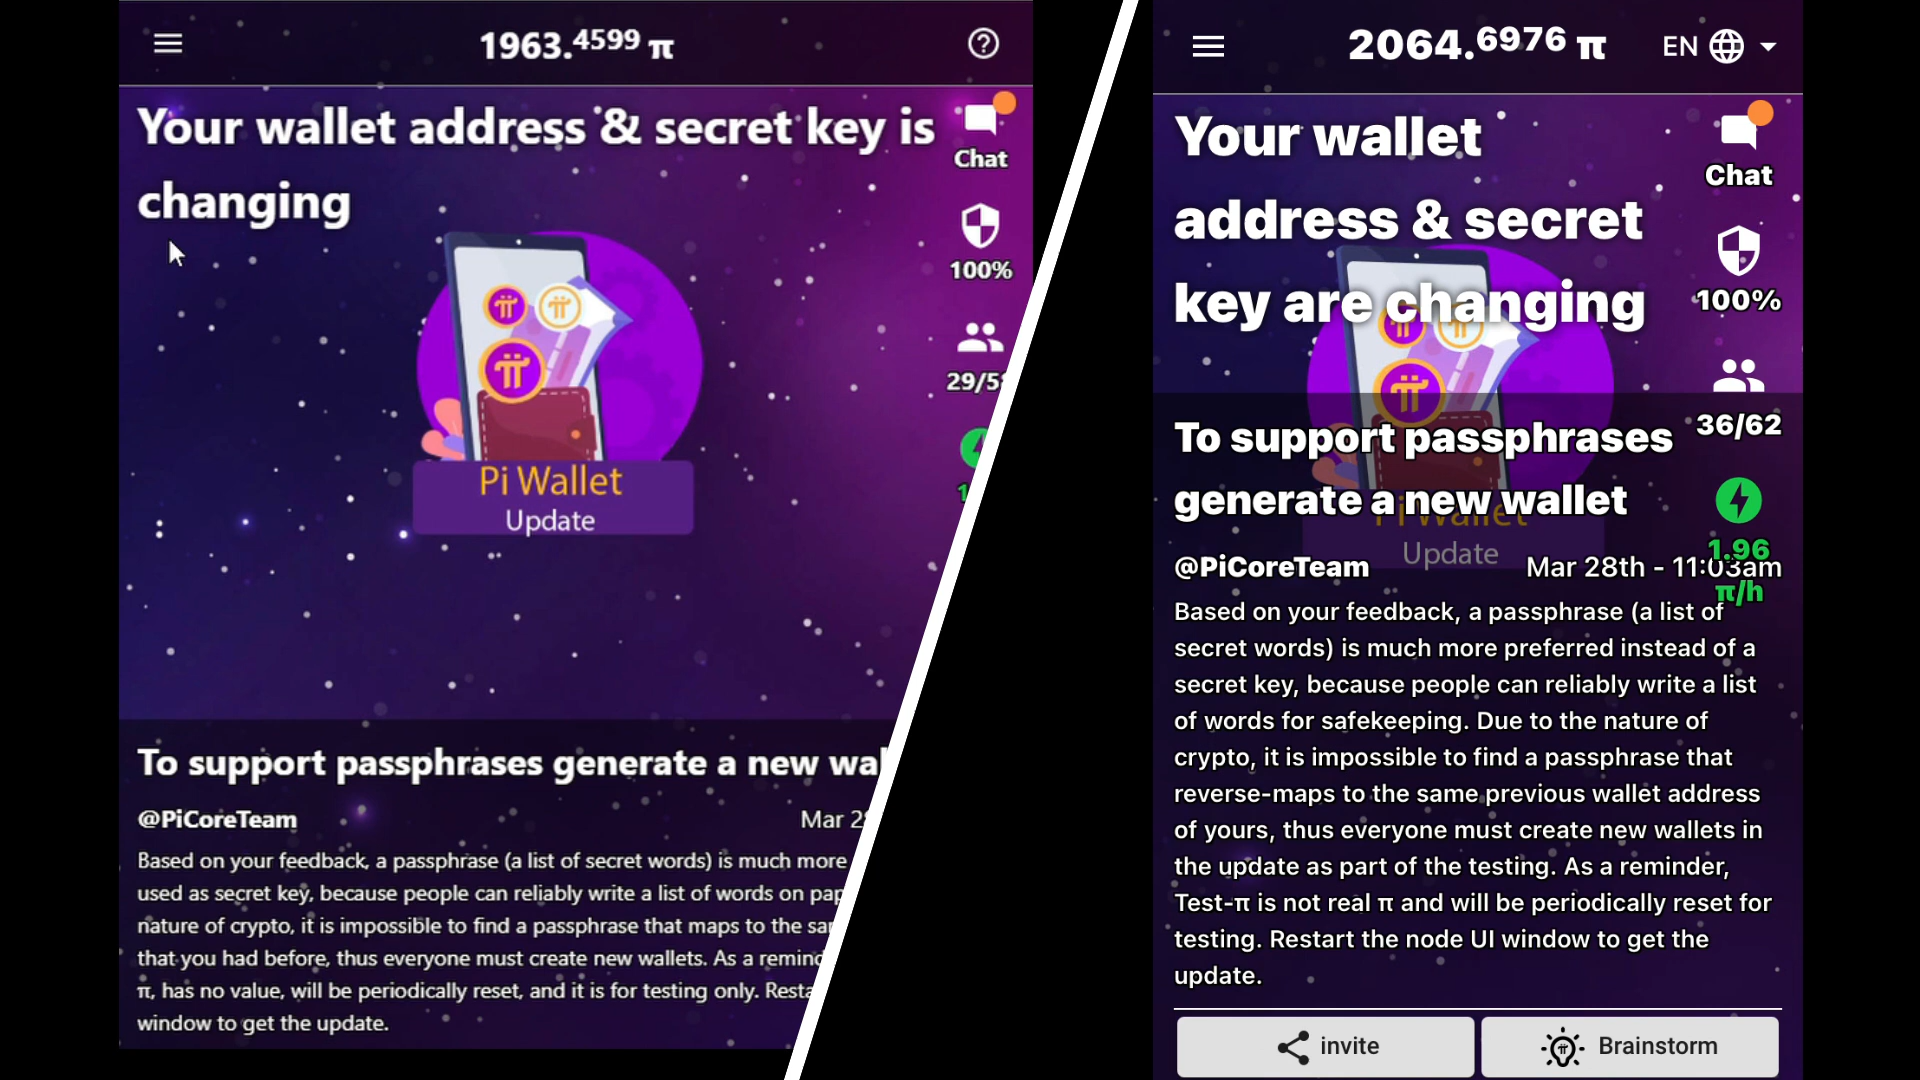 1963.4599 π
Your wallet address & secret key is
changing
Chat
100%
29/5
Pi Wallet
Update
To support passphrases generate a new
@PiCoreTeam
Mar
Based on your feedback, a passphrase (a list of secret words) is much more
used as secret key, because people can reliably write a list of words on
nature of crypto, it is impossible to find a passphrase that maps to the
that you had before, thus everyone must create new wallets. As a
π, has no value, will be periodically reset, and it is for testing only.
window to get the update.
2064.6976 π
EN
Your wallet
address & secret
key are changing
Chat
100%
36/62
To support passphrases
generate a new wallet
Pi Wallet
Update
1.96
π/h
@PiCoreTeam
Mar 28th - 11:03am
Based on your feedback, a passphrase (a list of
secret words) is much more preferred instead of a
secret key, because people can reliably write a list
of words for safekeeping. Due to the nature of
crypto, it is impossible to find a passphrase that
reverse-maps to the same previous wallet address
of yours, thus everyone must create new wallets in
the update as part of the testing. As a reminder,
Test-π is not real π and will be periodically reset for
testing. Restart the node UI window to get the
update.
invite
Brainstorm